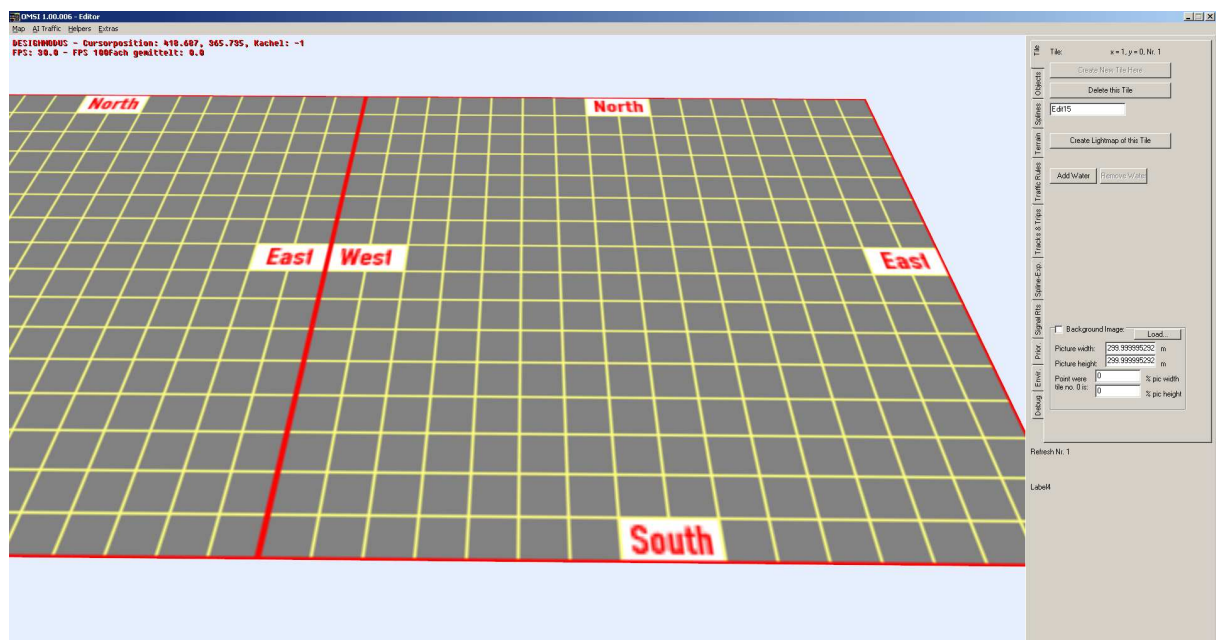 OMSI 1.00.006 - Editor
Map AI Traffic Helpers Extras
DESIGNMODUS - Cursorposition: 418.687, 365.735, Kachel: -1
FPS: 30.0 - FPS 100Fach gemittelt: 0.0
North
North
East
West
East
South
Tile
Objects
Splines
Terrain
Traffic Rules
Tracks & Trips
Spline-Exp.
Signal Rts
Prior.
Envir.
Debug
Tile: x = 1, y = 0, Nr. 1
Create New Tile Here
Delete this Tile
Edit15
Create Lightmap of this Tile
Add Water Remove Water
Background Image: Load...
Picture width: 299.999995292 m
Picture height: 299.999995292 m
Point were 0 % pic width
tile no. 0 is: 0 % pic height
Refresh Nr. 1
Label4